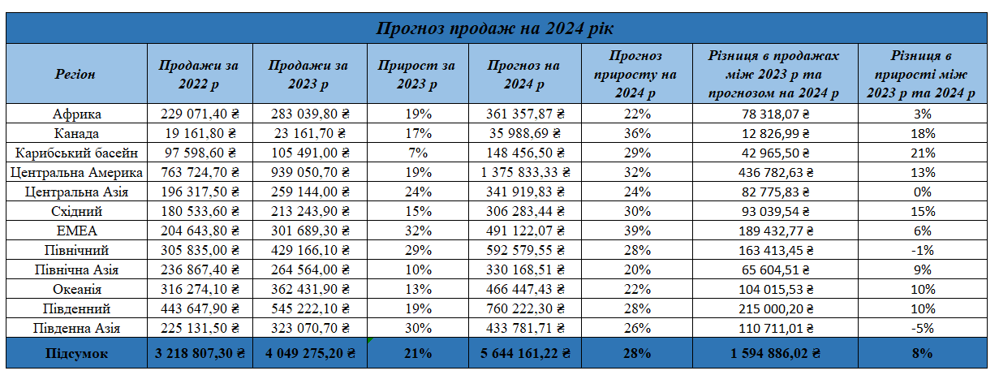 Прогноз продаж на 2024 рік
Регіон Продажи за 2022 р Продажи за 2023 р Прирост за 2023 р Прогноз на 2024 р Прогноз приросту на 2024 р Різниця в продажах між 2023 р та прогнозом на 2024 р Різниця в прирості між 2023 р та 2024 р
Африка 229 071,40 ₴ 283 039,80 ₴ 19% 361 357,87 ₴ 22% 78 318,07 ₴ 3%
Канада 19 161,80 ₴ 23 161,70 ₴ 17% 35 988,69 ₴ 36% 12 826,99 ₴ 18%
Карибський басейн 97 598,60 ₴ 105 491,00 ₴ 7% 148 456,50 ₴ 29% 42 965,50 ₴ 21%
Центральна Америка 763 724,70 ₴ 939 050,70 ₴ 19% 1 375 833,33 ₴ 32% 436 782,63 ₴ 13%
Центральна Азія 196 317,50 ₴ 259 144,00 ₴ 24% 341 919,83 ₴ 24% 82 775,83 ₴ 0%
Східний 180 533,60 ₴ 213 243,90 ₴ 15% 306 283,44 ₴ 30% 93 039,54 ₴ 15%
EMEA 204 643,80 ₴ 301 689,30 ₴ 32% 491 122,07 ₴ 39% 189 432,77 ₴ 6%
Північний 305 835,00 ₴ 429 166,10 ₴ 29% 592 579,55 ₴ 28% 163 413,45 ₴ -1%
Північна Азія 236 867,40 ₴ 264 564,00 ₴ 10% 330 168,51 ₴ 20% 65 604,51 ₴ 9%
Океанія 316 274,10 ₴ 362 431,90 ₴ 13% 466 447,43 ₴ 22% 104 015,53 ₴ 10%
Південний 443 647,90 ₴ 545 222,10 ₴ 19% 760 222,30 ₴ 28% 215 000,20 ₴ 10%
Південна Азія 225 131,50 ₴ 323 070,70 ₴ 30% 433 781,71 ₴ 26% 110 711,01 ₴ -5%
Підсумок 3 218 807,30 ₴ 4 049 275,20 ₴ 21% 5 644 161,22 ₴ 28% 1 594 886,02 ₴ 8%